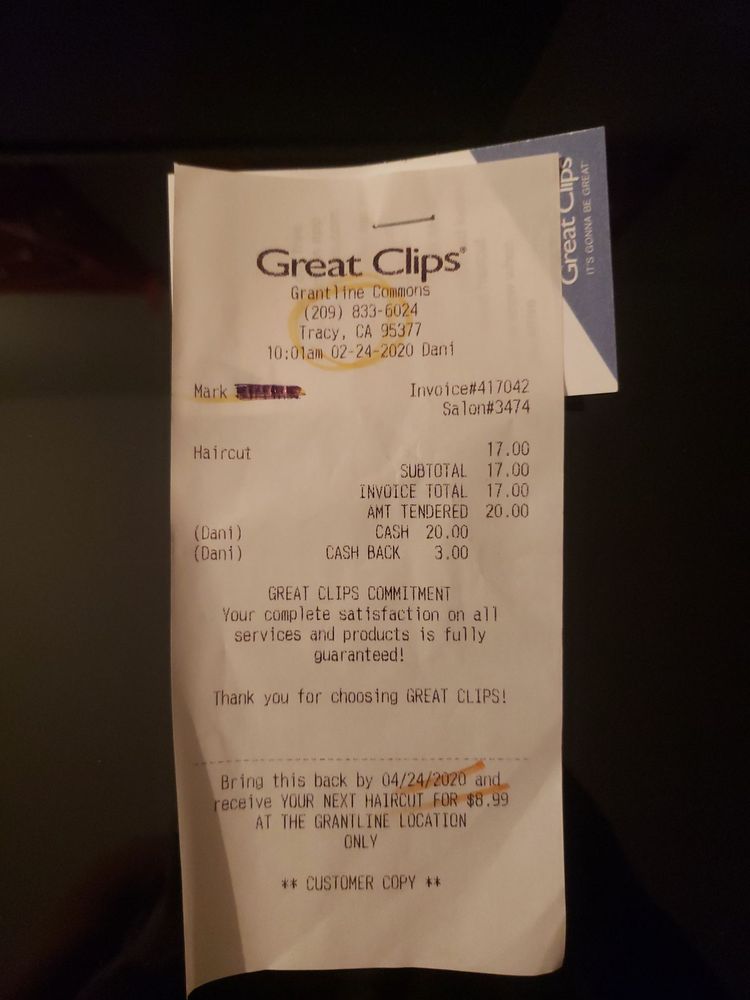 Great Clips®
Grantline Commons
(209) 833-6024
Tracy, CA 95377
10:01am 02-24-2020 Dani
Mark
Invoice#417042
Salon#3474
Haircut 17.00
SUBTOTAL 17.00
INVOICE TOTAL 17.00
AMT TENDERED 20.00
(Dani) CASH 20.00
(Dani) CASH BACK 3.00
GREAT CLIPS COMMITMENT
Your complete satisfaction on all
services and products is fully
guaranteed!
Thank you for choosing GREAT CLIPS!
Bring this back by 04/24/2020 and
receive YOUR NEXT HAIRCUT FOR $8.99
AT THE GRANTLINE LOCATION
ONLY
** CUSTOMER COPY **
Great Clips
IT'S GONNA BE GREAT